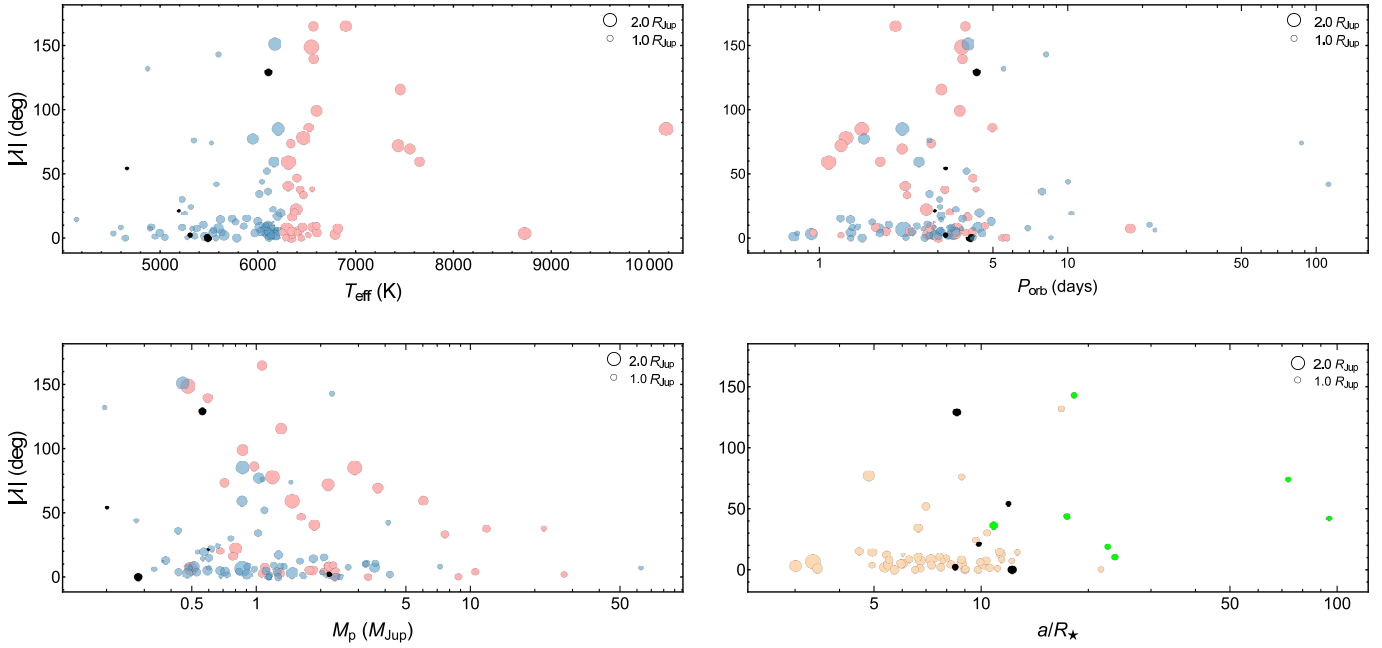 2.0 R_Jup
1.0 R_Jup
150
100
50
0
|λ| (deg)
5000 6000 7000 8000 9000 10 000
T_eff (K)
2.0 R_Jup
1.0 R_Jup
150
100
50
0
1 5 10 50 100
P_orb (days)
2.0 R_Jup
1.0 R_Jup
150
100
50
0
|λ| (deg)
0.5 1 5 10 50
M_p (M_Jup)
2.0 R_Jup
1.0 R_Jup
150
100
50
0
5 10 50 100
a/R_★